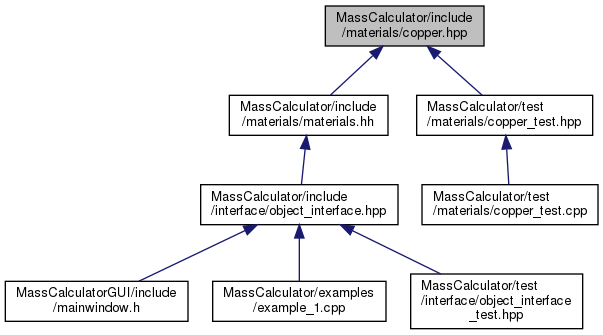 MassCalculator/include
/materials/copper.hpp
MassCalculator/include
/materials/materials.hh
MassCalculator/test
/materials/copper_test.hpp
MassCalculator/include
/interface/object_interface.hpp
MassCalculator/test
/materials/copper_test.cpp
MassCalculatorGUI/include
/mainwindow.h
MassCalculator/examples
/example_1.cpp
MassCalculator/test
/interface/object_interface
_test.hpp